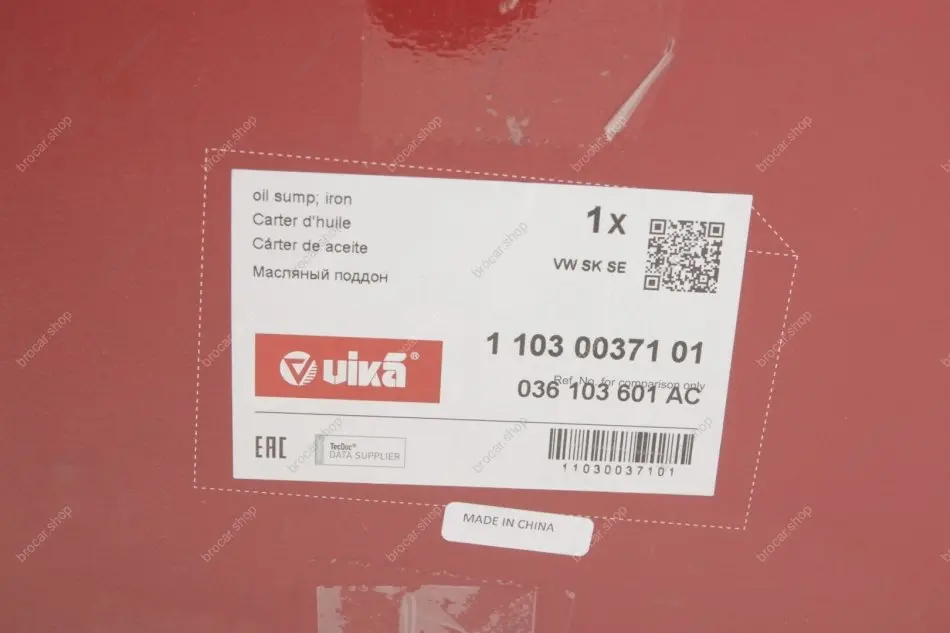 oil sump; iron
Carter d'huile
Cárter de aceite
Масляный поддон
1x
VW SK SE
vika®
1 103 00371 01
Ref. No. for comparison only
036 103 601 AC
EAC
TecDoc®
DATA SUPPLIER
11030037101
MADE IN CHINA
brocar.shop